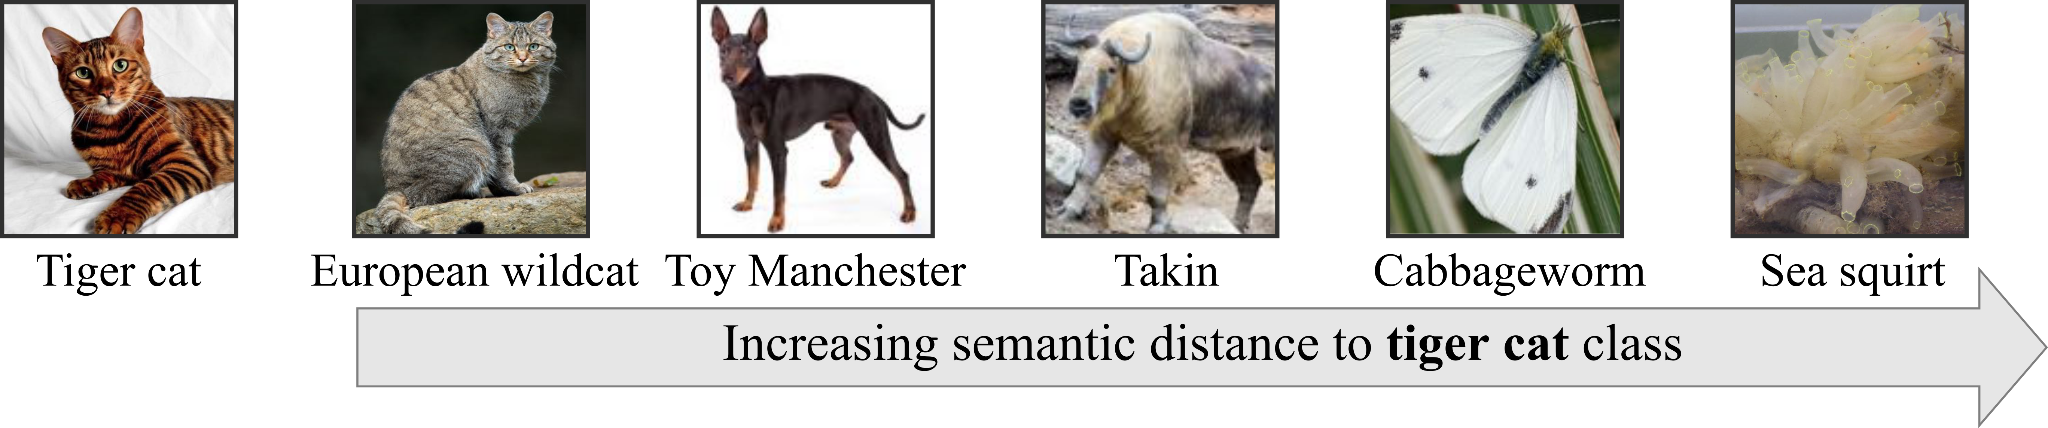 Tiger cat
European wildcat
Toy Manchester
Takin
Cabbageworm
Sea squirt
Increasing semantic distance to tiger cat class